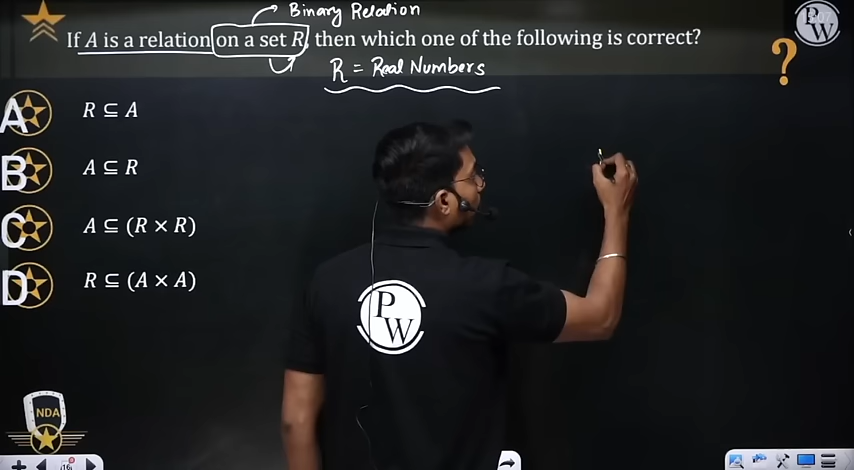 Binary Relation
If A is a relation on a set R, then which one of the following is correct?
R = Real Numbers
?
A R ⊆ A
B A ⊆ R
C A ⊆ (R × R)
D R ⊆ (A × A)
PW
NDA